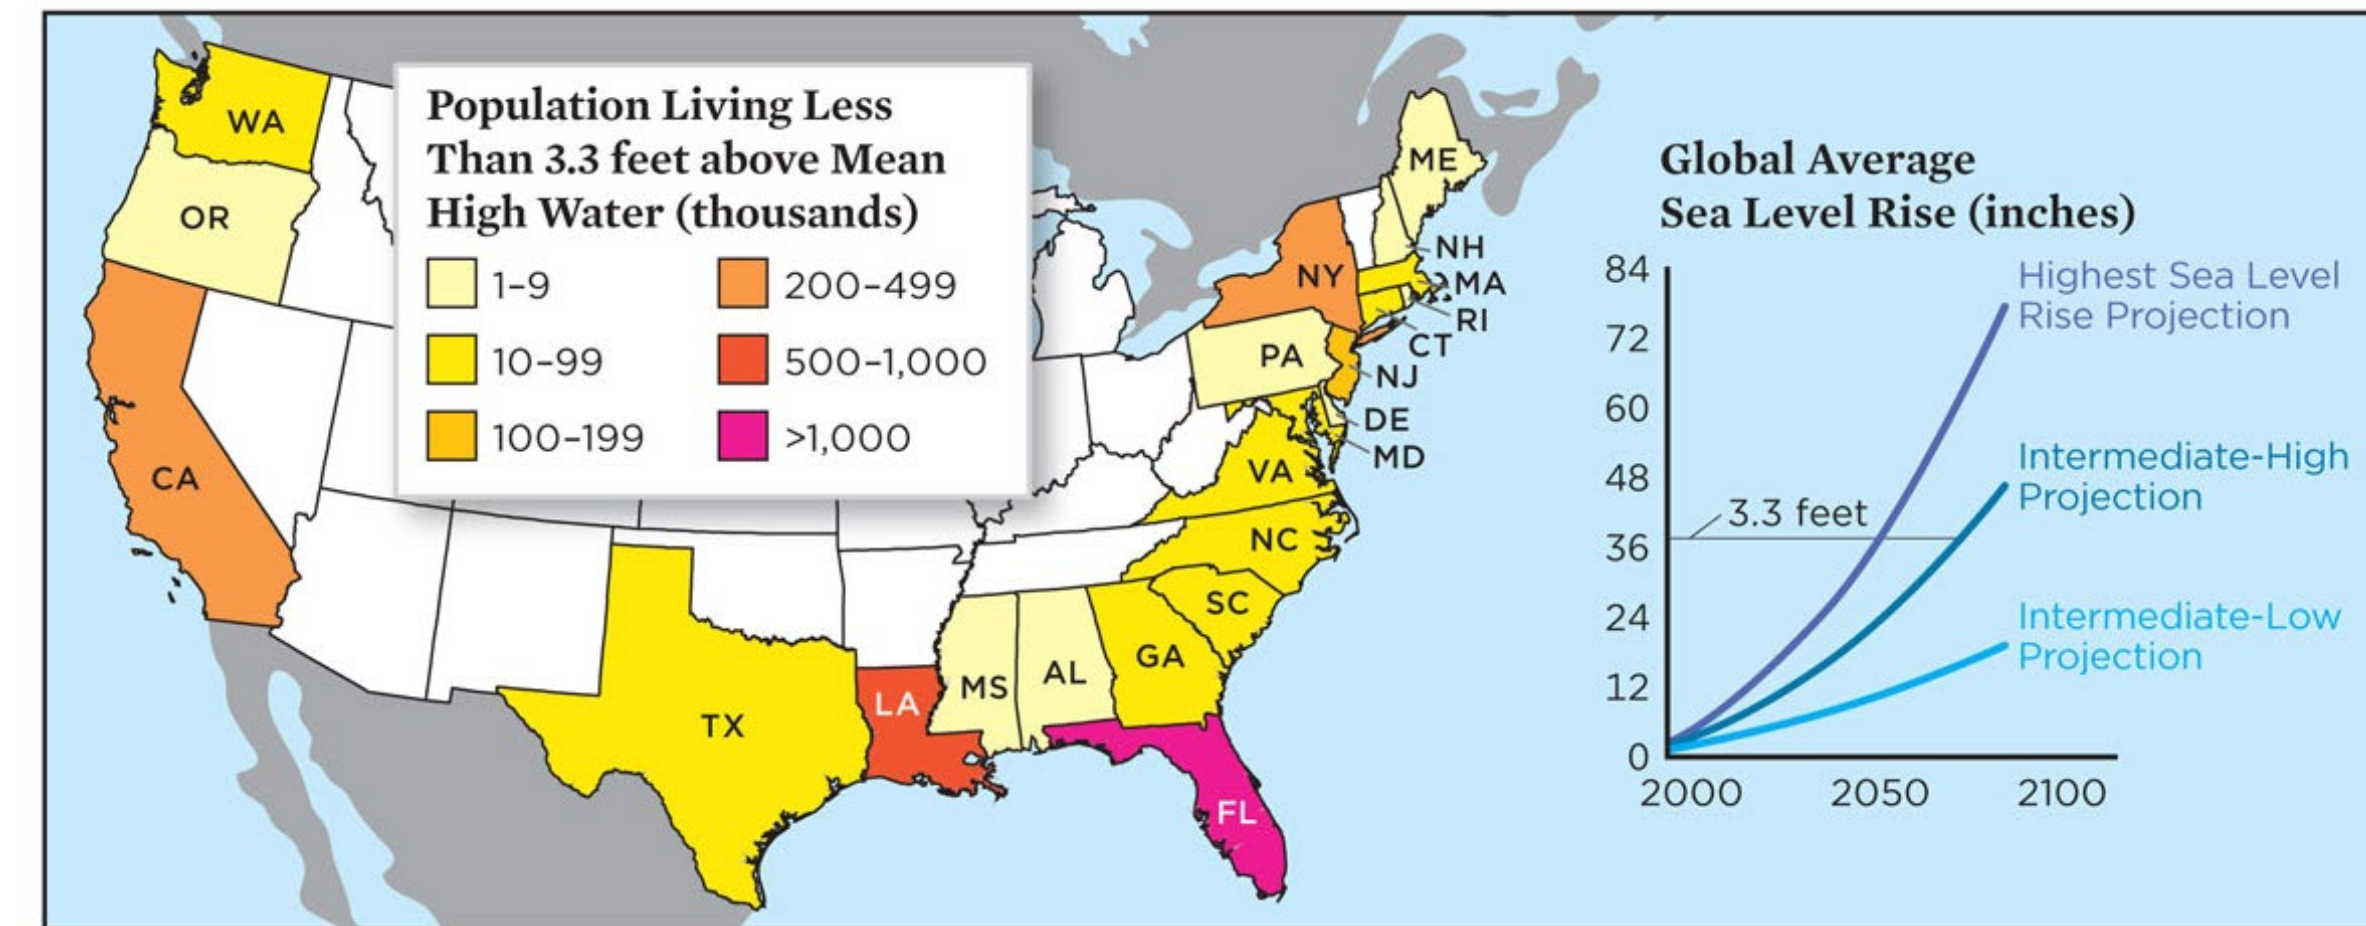 Population Living Less
Than 3.3 feet above Mean
High Water (thousands)
1–9
10–99
100–199
200–499
500–1,000
>1,000
WA
OR
CA
TX
LA
MS
AL
GA
FL
SC
NC
VA
MD
DE
NJ
PA
NY
CT
RI
MA
NH
ME
Global Average
Sea Level Rise (inches)
84
72
60
48
36
24
12
0
2000
2050
2100
3.3 feet
Highest Sea Level
Rise Projection
Intermediate-High
Projection
Intermediate-Low
Projection